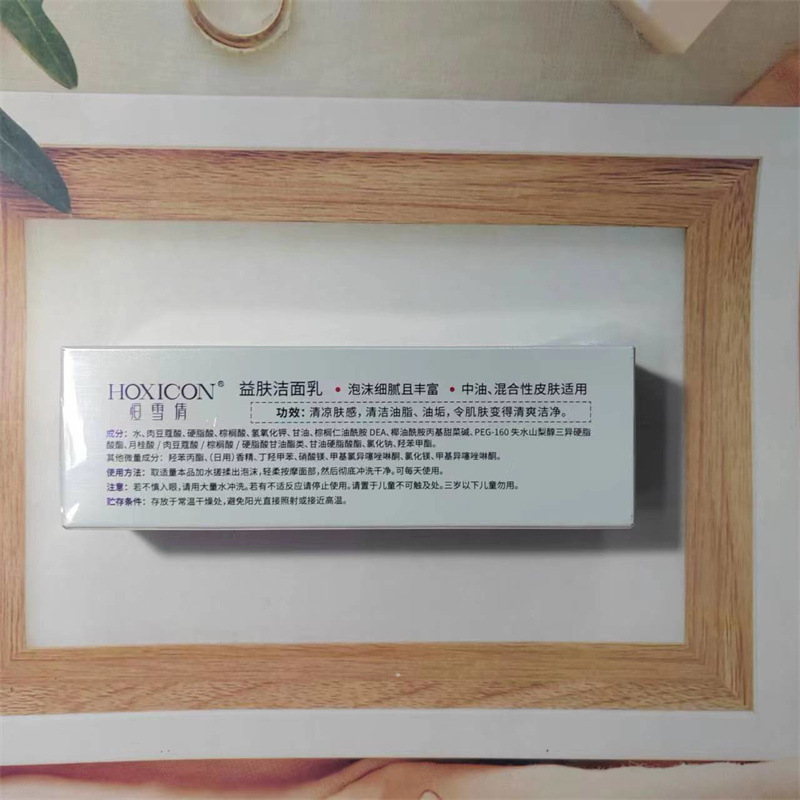 HOXICON®
益肤洁面乳 • 泡沫细腻且丰富 • 中油、混合性皮肤适用
雪倩
功效：清凉肤感，清洁油脂、油垢，令肌肤变得清爽洁净。
成分：水、肉豆蔻酸、硬脂酸、棕榈酸、氢氧化钾、甘油、棕榈仁油酰胺 DEA、椰油酰胺丙基甜菜碱、PEG-160 失水山梨醇三异硬脂
酸酯、月桂酸 / 肉豆蔻酸 / 棕榈酸 / 硬脂酸甘油酯类、甘油硬脂酸酯、氯化钠、羟苯甲酯。
其他微量成分：羟苯丙酯、(日用)香精、丁羟甲苯、硝酸镁、甲基氯异噻唑啉酮、氯化镁、甲基异噻唑啉酮。
使用方法：取适量本品加水搓揉出泡沫，轻柔按摩面部，然后彻底冲洗干净。可每天使用。
注意：若不慎入眼，请用大量水冲洗。若有不适反应请停止使用。请置于儿童不可触及处。三岁以下儿童勿用。
贮存条件：存放于常温干燥处，避免阳光直接照射或接近高温。